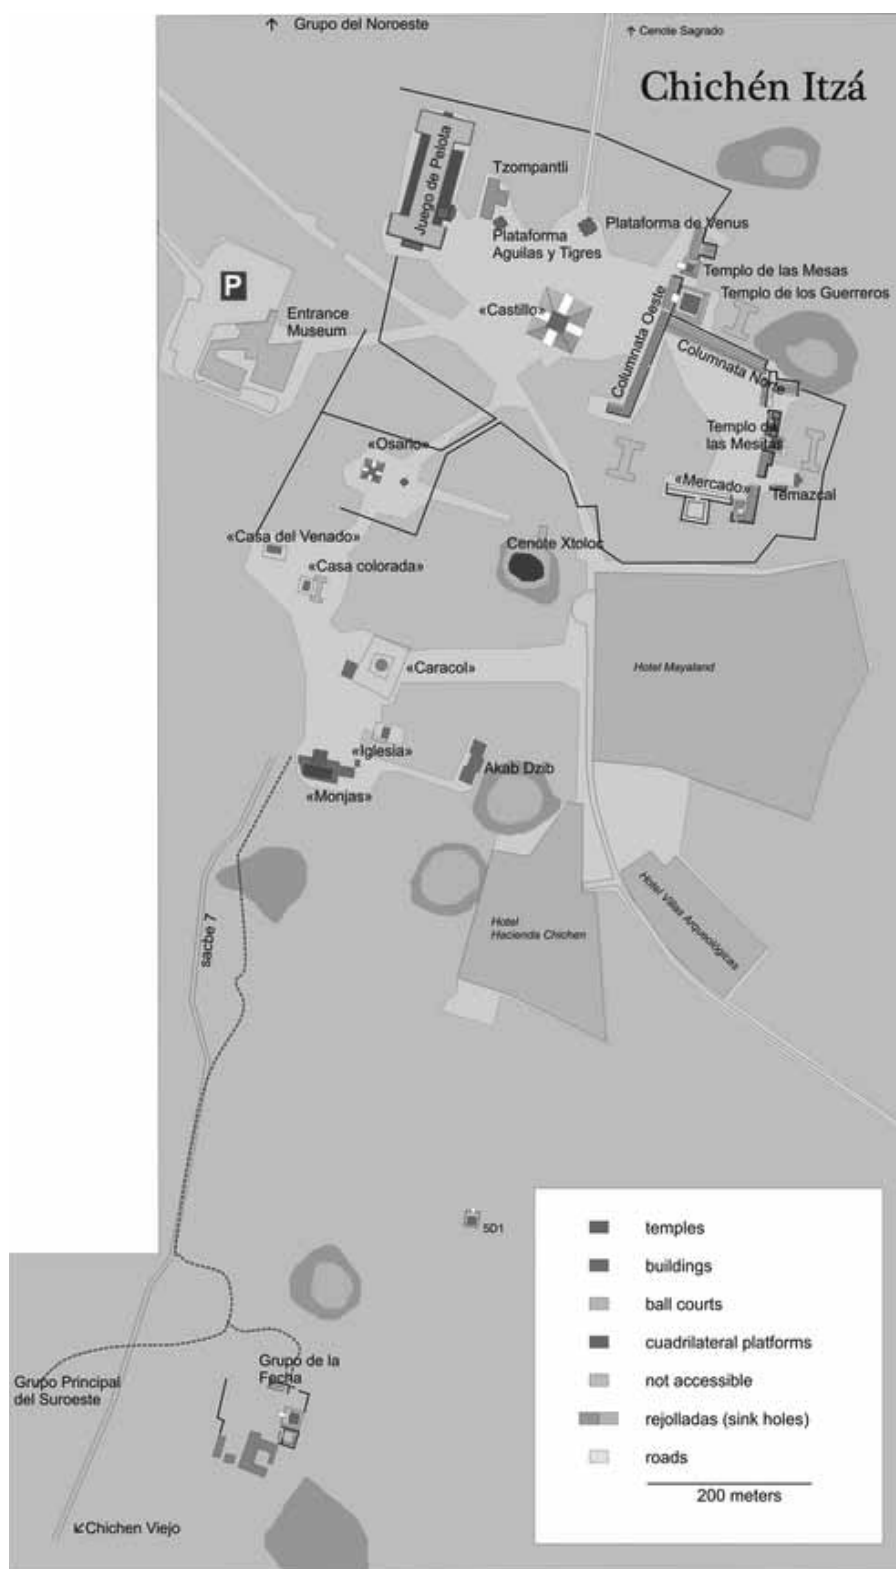 Grupo del Noroeste
Cenote Sagrado
Chichén Itzá
Juego de Pelota
Tzompantli
Plataforma
Aguilas y Tigres
Plataforma de Venus
Templo de las Mesas
Templo de los Guerreros
P
Entrance
Museum
«Castillo»
Columnata Oeste
Columnata Norte
Templo de
las Mesitas
«Osario»
«Mercado»
Temazcal
«Casa del Venado»
«Casa colorada»
Cenote Xtoloc
«Caracol»
Hotel Mayaland
«Iglesia»
Akab Dzib
«Monjas»
sacbe 7
Hotel
Hacienda Chichen
Hotel Villas Arqueológicas
5D1
Grupo de la
Fecha
Grupo Principal
del Suroeste
Chichen Viejo
temples
buildings
ball courts
cuadrilateral platforms
not accessible
rejolladas (sink holes)
roads
200 meters